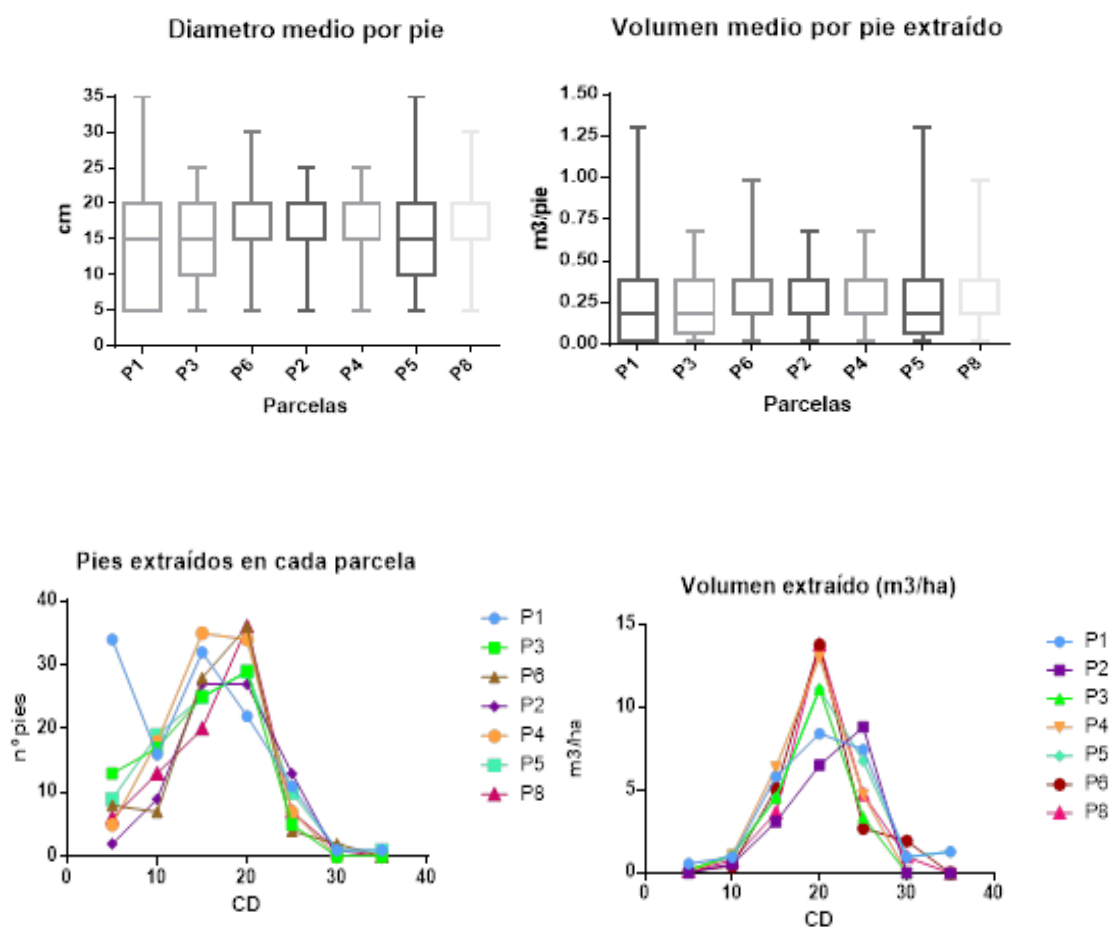 Diametro medio por pie
35
30
25
20
15
10
5
0
cm
P1 P3 P6 P2 P4 P5 P8
Parcelas
Volumen medio por pie extraído
1.50
1.25
1.00
0.75
0.50
0.25
0.00
m3/pie
P1 P3 P6 P2 P4 P5 P8
Parcelas
Pies extraídos en cada parcela
40
30
20
10
0
nº pies
0 10 20 30 40
CD
P1
P3
P6
P2
P4
P5
P8
Volumen extraído (m3/ha)
15
10
5
0
m3/ha
0 10 20 30 40
CD
P1
P2
P3
P4
P5
P6
P8